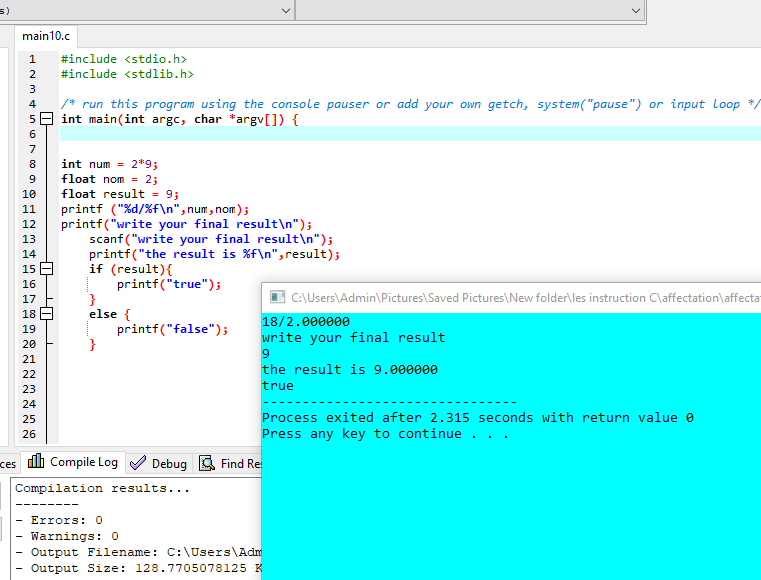 s)
main10.c
1 #include <stdio.h>
2 #include <stdlib.h>
3
4 /* run this program using the console pauser or add your own getch, system("pause") or input loop */
5 int main(int argc, char *argv[]) {
6
7
8 int num = 2*9;
9 float nom = 2;
10 float result = 9;
11 printf ("%d/%f\n",num,nom);
12 printf("write your final result\n");
13 scanf("write your final result\n");
14 printf("the result is %f\n",result);
15 if (result){
16 printf("true");
17 }
18 else {
19 printf("false");
20 }
21
22
23
24
25
26
C:\Users\Admin\Pictures\Saved Pictures\New folder\les instruction C\affectation\affecta
18/2.000000
write your final result
9
the result is 9.000000
true
--------------------------------
Process exited after 2.315 seconds with return value 0
Press any key to continue . . .
ces Compile Log Debug Find Res
Compilation results...
--------
- Errors: 0
- Warnings: 0
- Output Filename: C:\Users\Adm
- Output Size: 128.7705078125 K